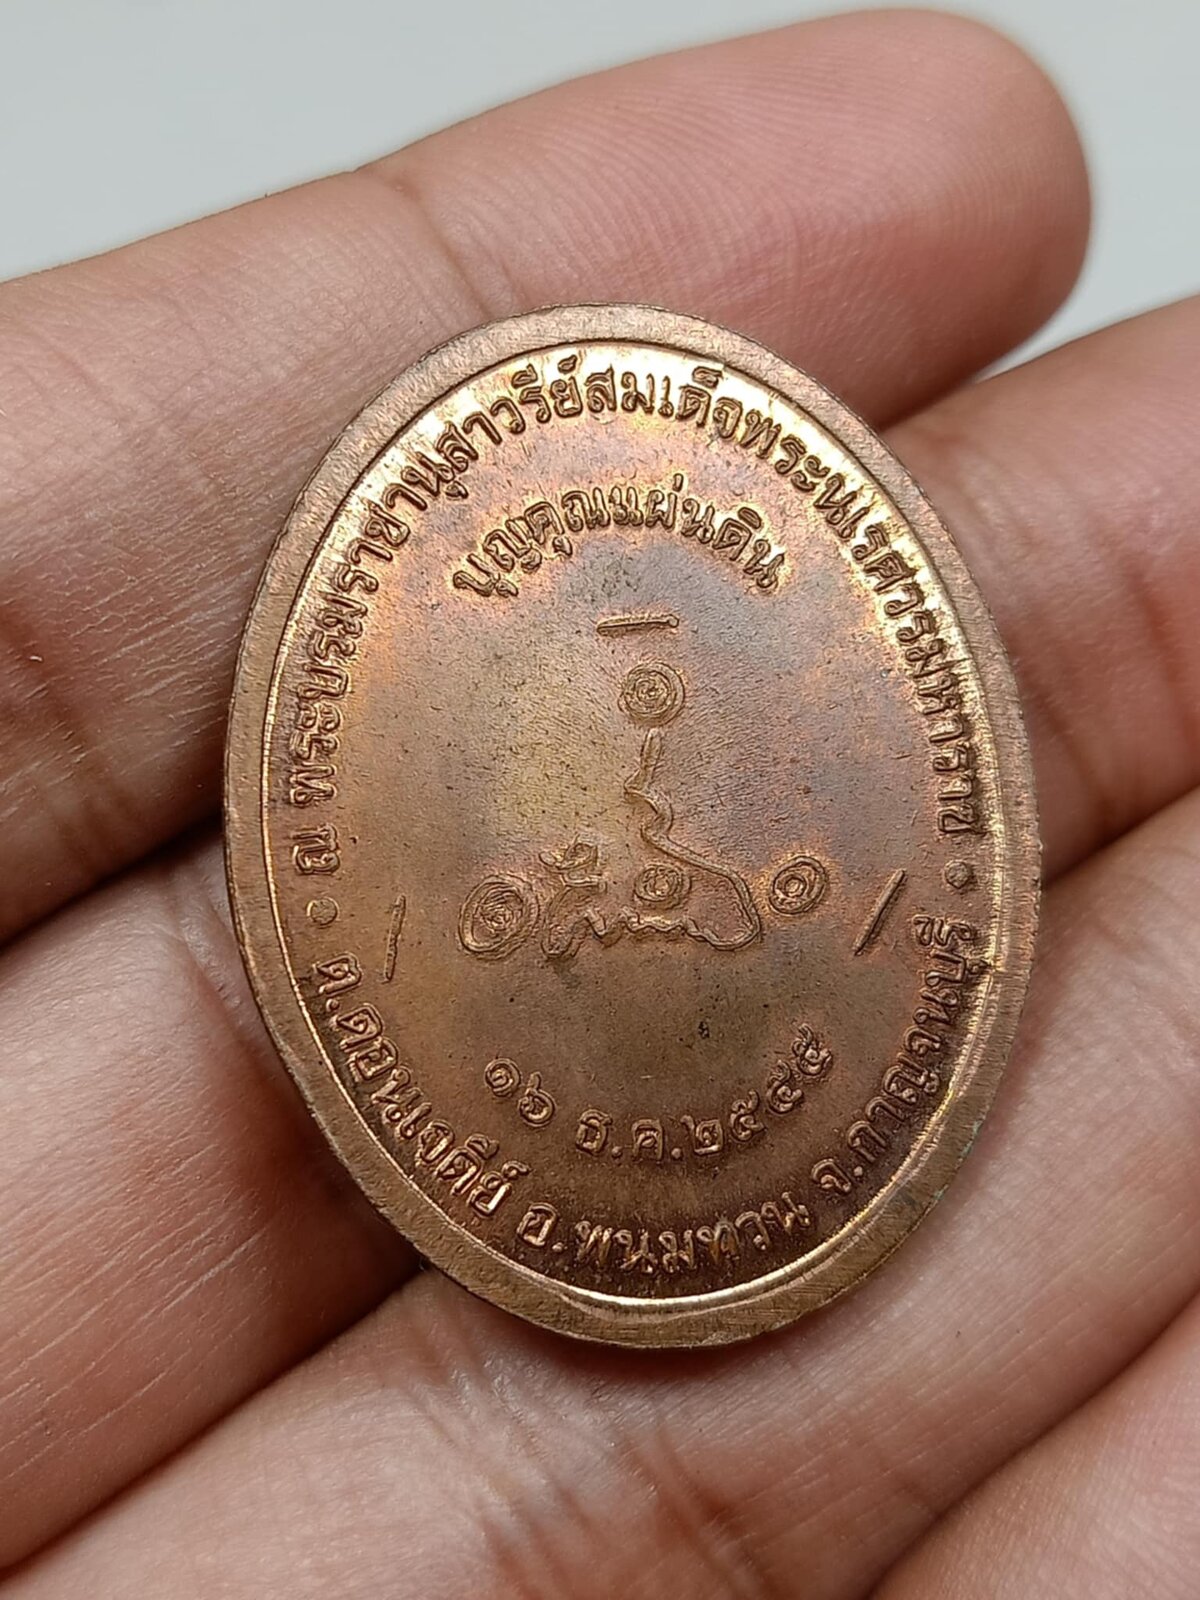 ณ พระบรมราชานุสาวรีย์สมเด็จพระนเรศวรมหาราช
บุญคุณแผ่นดิน
๑๖ ธ.ค.๒๕๕๕
ต.ดอนเจดีย์ อ.พนมทวน จ.กาญจนบุรี